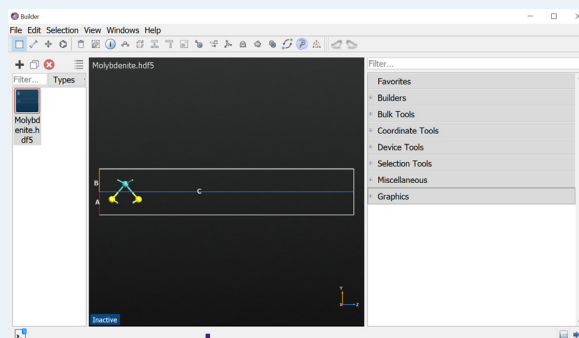 Builder
File Edit Selection View Windows Help
Filter... Types
Molybd
enite.h
df5
Molybdenite.hdf5
B
C
A
Y
X Z
Inactive
Filter...
Favorites
Builders
Bulk Tools
Coordinate Tools
Device Tools
Selection Tools
Miscellaneous
Graphics